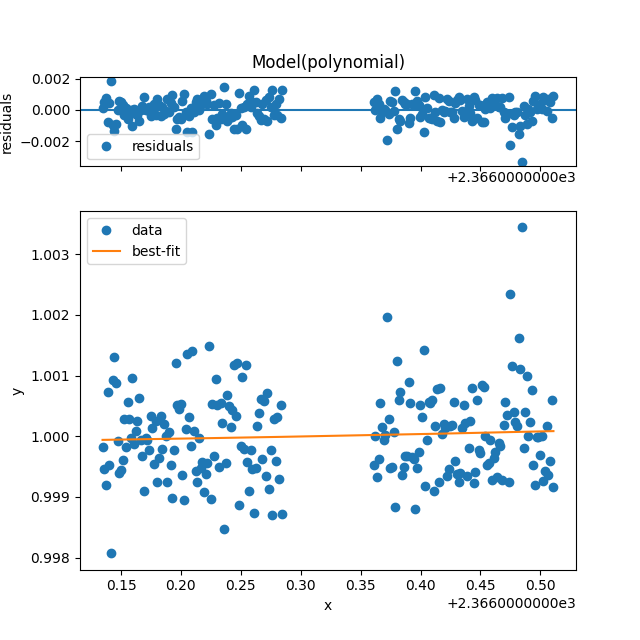 Model(polynomial)
residuals
0.002
0.000
−0.002
residuals
+2.3660000000e3
y
1.003
1.002
1.001
1.000
0.999
0.998
data
best-fit
0.15 0.20 0.25 0.30 0.35 0.40 0.45 0.50
x
+2.3660000000e3